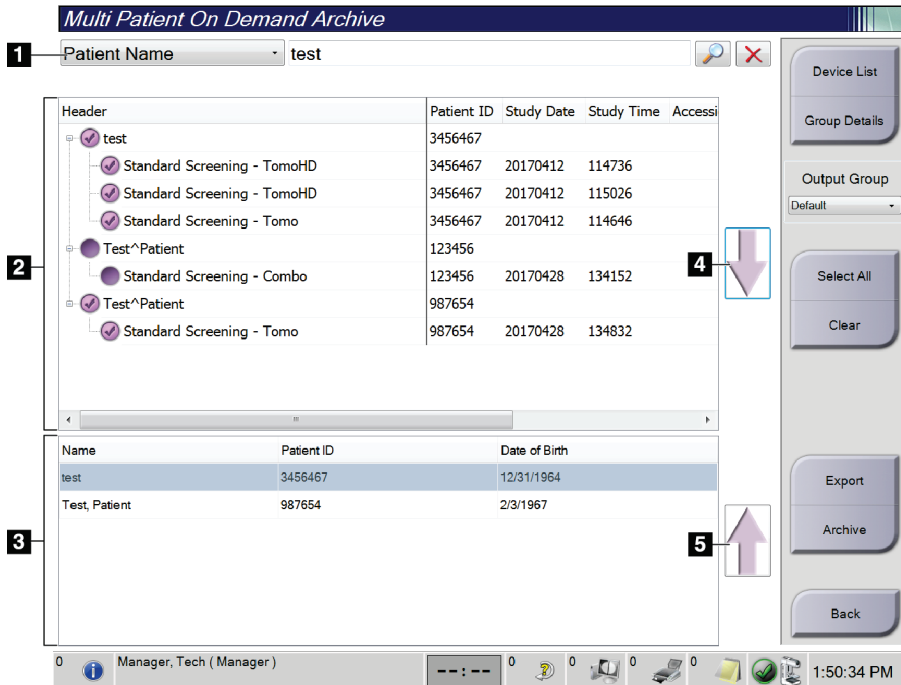 Multi Patient On Demand Archive
1 Patient Name test
Device List
Group Details
Output Group
Default
Select All
Clear
Export
Archive
Back
2
Header Patient ID Study Date Study Time Accessi
test 3456467
Standard Screening - TomoHD 3456467 20170412 114736
Standard Screening - TomoHD 3456467 20170412 115026
Standard Screening - Tomo 3456467 20170412 114646
Test^Patient 123456
Standard Screening - Combo 123456 20170428 134152
Test^Patient 987654
Standard Screening - Tomo 987654 20170428 134832
4
3
Name Patient ID Date of Birth
test 3456467 12/31/1964
Test, Patient 987654 2/3/1967
5
0 Manager, Tech ( Manager ) --:-- 0 0 0 0 1:50:34 PM